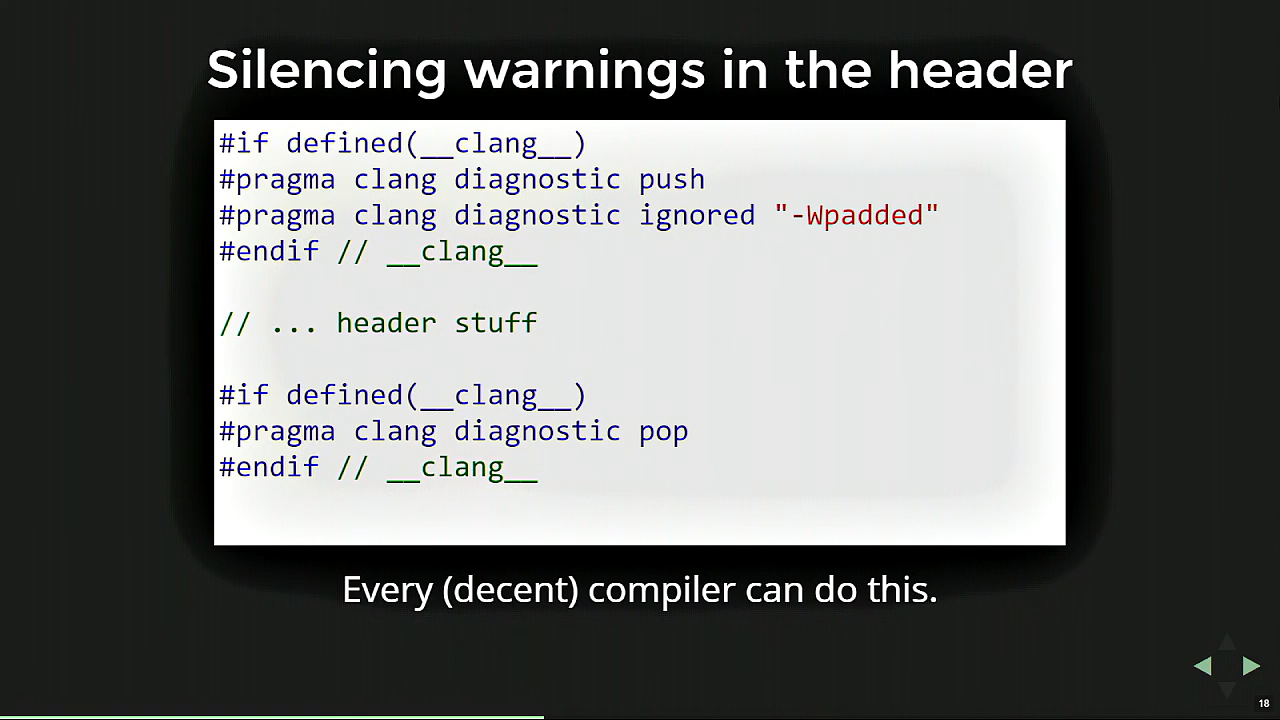 Silencing warnings in the header
#if defined(__clang__)
#pragma clang diagnostic push
#pragma clang diagnostic ignored "-Wpadded"
#endif // __clang__
// ... header stuff
#if defined(__clang__)
#pragma clang diagnostic pop
#endif // __clang__
Every (decent) compiler can do this.
18